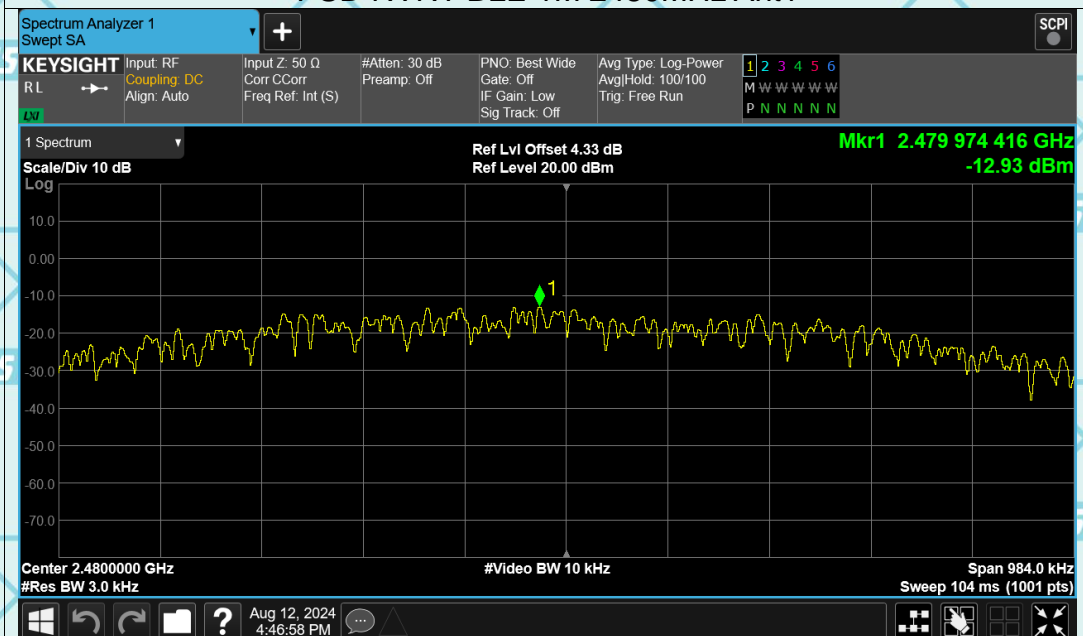 Spectrum Analyzer 1
Swept SA
+
SCPI
KEYSIGHT Input: RF Input Z: 50 Ω #Atten: 30 dB PNO: Best Wide Avg Type: Log-Power 1 2 3 4 5 6
R L Coupling: DC Corr CCorr Preamp: Off Gate: Off Avg|Hold: 100/100 M W W W W W W
Align: Auto Freq Ref: Int (S) IF Gain: Low Trig: Free Run
LXI Sig Track: Off P N N N N N
1 Spectrum Ref Lvl Offset 4.33 dB Mkr1 2.479 974 416 GHz
Scale/Div 10 dB Ref Level 20.00 dBm -12.93 dBm
Log
10.0
0.00
1
-10.0
-20.0
-30.0
-40.0
-50.0
-60.0
-70.0
Center 2.4800000 GHz #Video BW 10 kHz Span 984.0 kHz
#Res BW 3.0 kHz Sweep 104 ms (1001 pts)
? Aug 12, 2024
4:46:58 PM